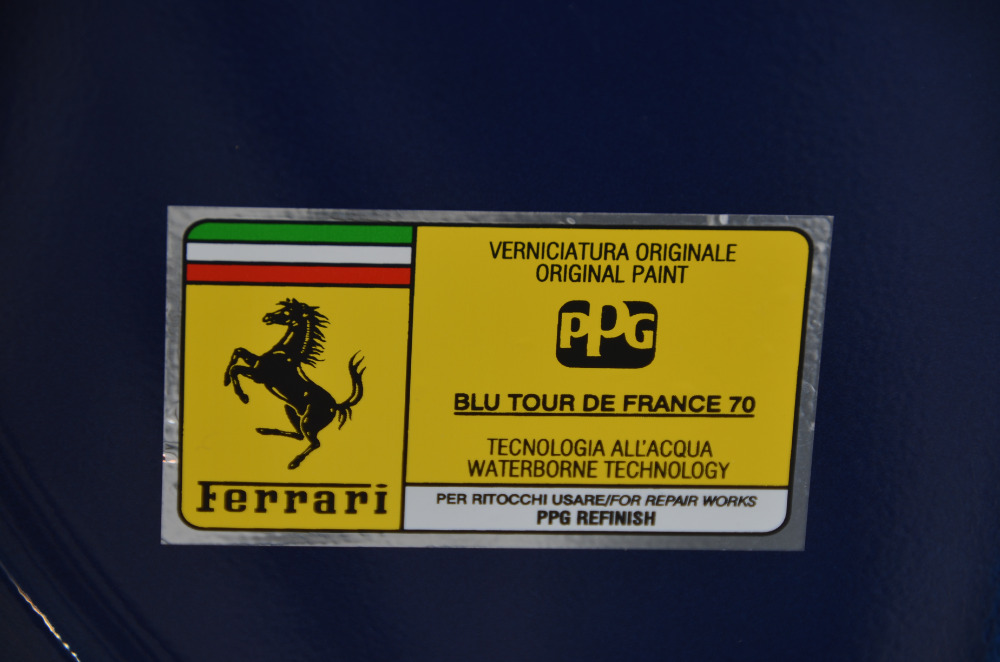 VERNICIATURA ORIGINALE
ORIGINAL PAINT
PPG
BLU TOUR DE FRANCE 70
TECNOLOGIA ALL'ACQUA
WATERBORNE TECHNOLOGY
Ferrari
PER RITOCCHI USARE/FOR REPAIR WORKS
PPG REFINISH